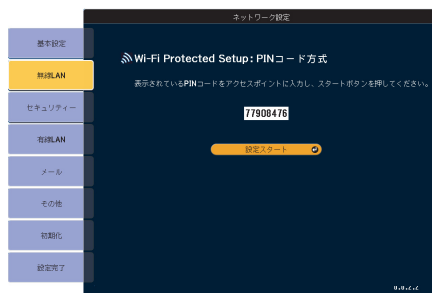 ネットワーク設定
基本設定
無線LAN
セキュリティー
有線LAN
メール
その他
初期化
設定完了
Wi-Fi Protected Setup: PINコード方式
表示されているPINコードをアクセスポイントに入力し、スタートボタンを押してください。
77908476
設定スタート